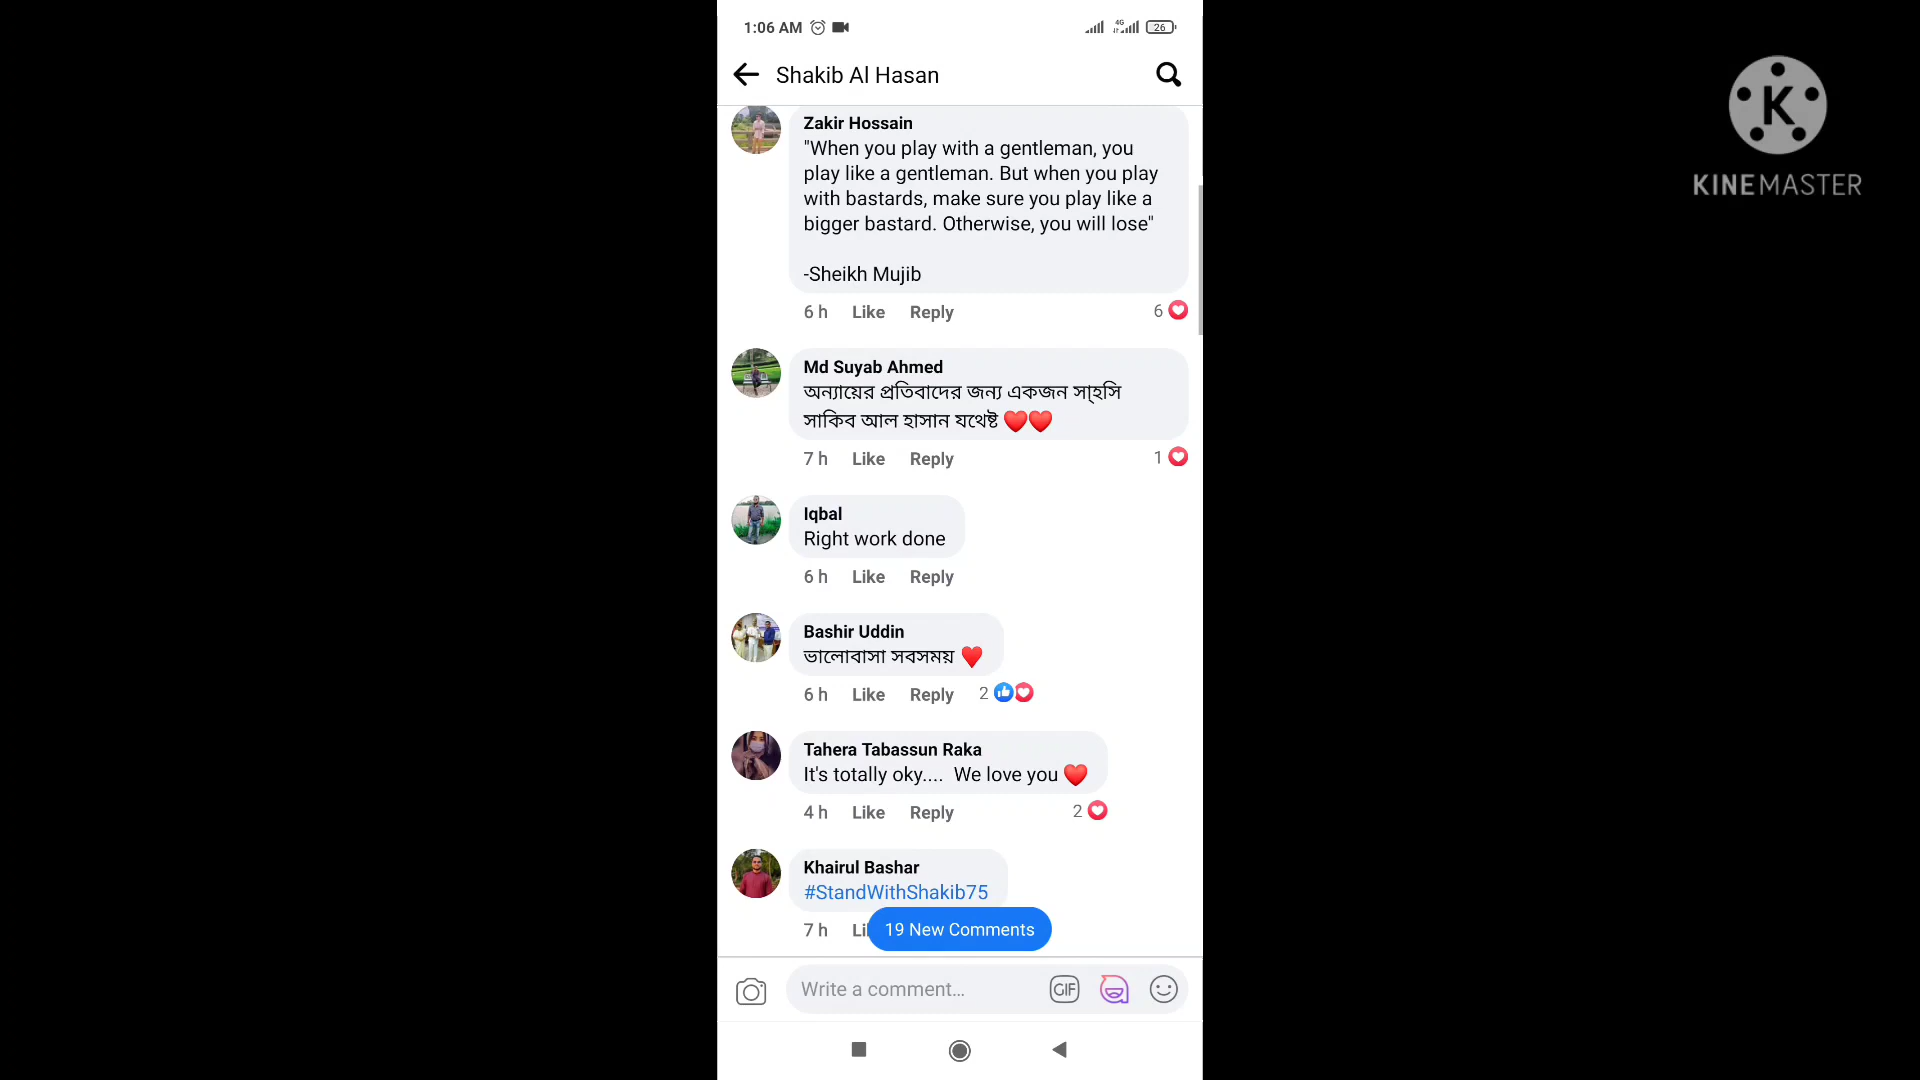 1:06 AM
4G
26
Shakib Al Hasan
Zakir Hossain
"When you play with a gentleman, you
play like a gentleman. But when you play
with bastards, make sure you play like a
bigger bastard. Otherwise, you will lose"
-Sheikh Mujib
6 h Like Reply 6
Md Suyab Ahmed
অন্যায়ের প্রতিবাদের জন্য একজন সা্হসি
সাকিব আল হাসান যথেষ্ট ❤️❤️
7 h Like Reply 1
Iqbal
Right work done
6 h Like Reply
Bashir Uddin
ভালোবাসা সবসময় ♥️
6 h Like Reply 2
Tahera Tabassun Raka
It's totally oky.... We love you ❤️
4 h Like Reply 2
Khairul Bashar
#StandWithShakib75
7 h Li
19 New Comments
Write a comment...
GIF
K
KINEMASTER